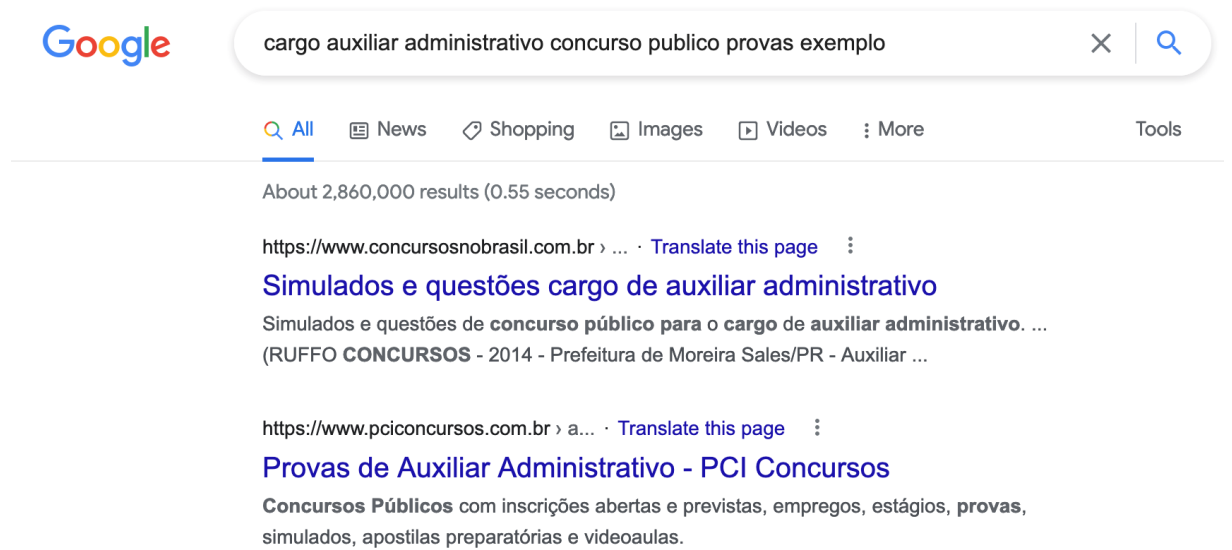 Google
cargo auxiliar administrativo concurso publico provas exemplo
All News Shopping Images Videos More Tools
About 2,860,000 results (0.55 seconds)
https://www.concursosnobrasil.com.br › ... · Translate this page
Simulados e questões cargo de auxiliar administrativo
Simulados e questões de concurso público para o cargo de auxiliar administrativo. ...
(RUFFO CONCURSOS - 2014 - Prefeitura de Moreira Sales/PR - Auxiliar ...
https://www.pciconcursos.com.br › a... · Translate this page
Provas de Auxiliar Administrativo - PCI Concursos
Concursos Públicos com inscrições abertas e previstas, empregos, estágios, provas,
simulados, apostilas preparatórias e videoaulas.